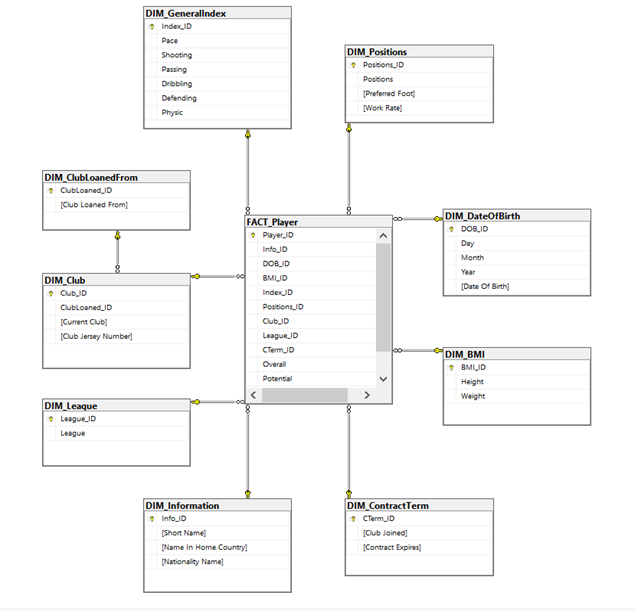 DIM_GeneralIndex
Index_ID
Pace
Shooting
Passing
Dribbling
Defending
Physic
DIM_Positions
Positions_ID
Positions
[Preferred Foot]
[Work Rate]
DIM_ClubLoanedFrom
ClubLoaned_ID
[Club Loaned From]
FACT_Player
Player_ID
Info_ID
DOB_ID
BMI_ID
Index_ID
Positions_ID
Club_ID
League_ID
CTerm_ID
Overall
Potential
DIM_DateOfBirth
DOB_ID
Day
Month
Year
[Date Of Birth]
DIM_Club
Club_ID
ClubLoaned_ID
[Current Club]
[Club Jersey Number]
DIM_BMI
BMI_ID
Height
Weight
DIM_League
League_ID
League
DIM_Information
Info_ID
[Short Name]
[Name In Home Country]
[Nationality Name]
DIM_ContractTerm
CTerm_ID
[Club Joined]
[Contract Expires]